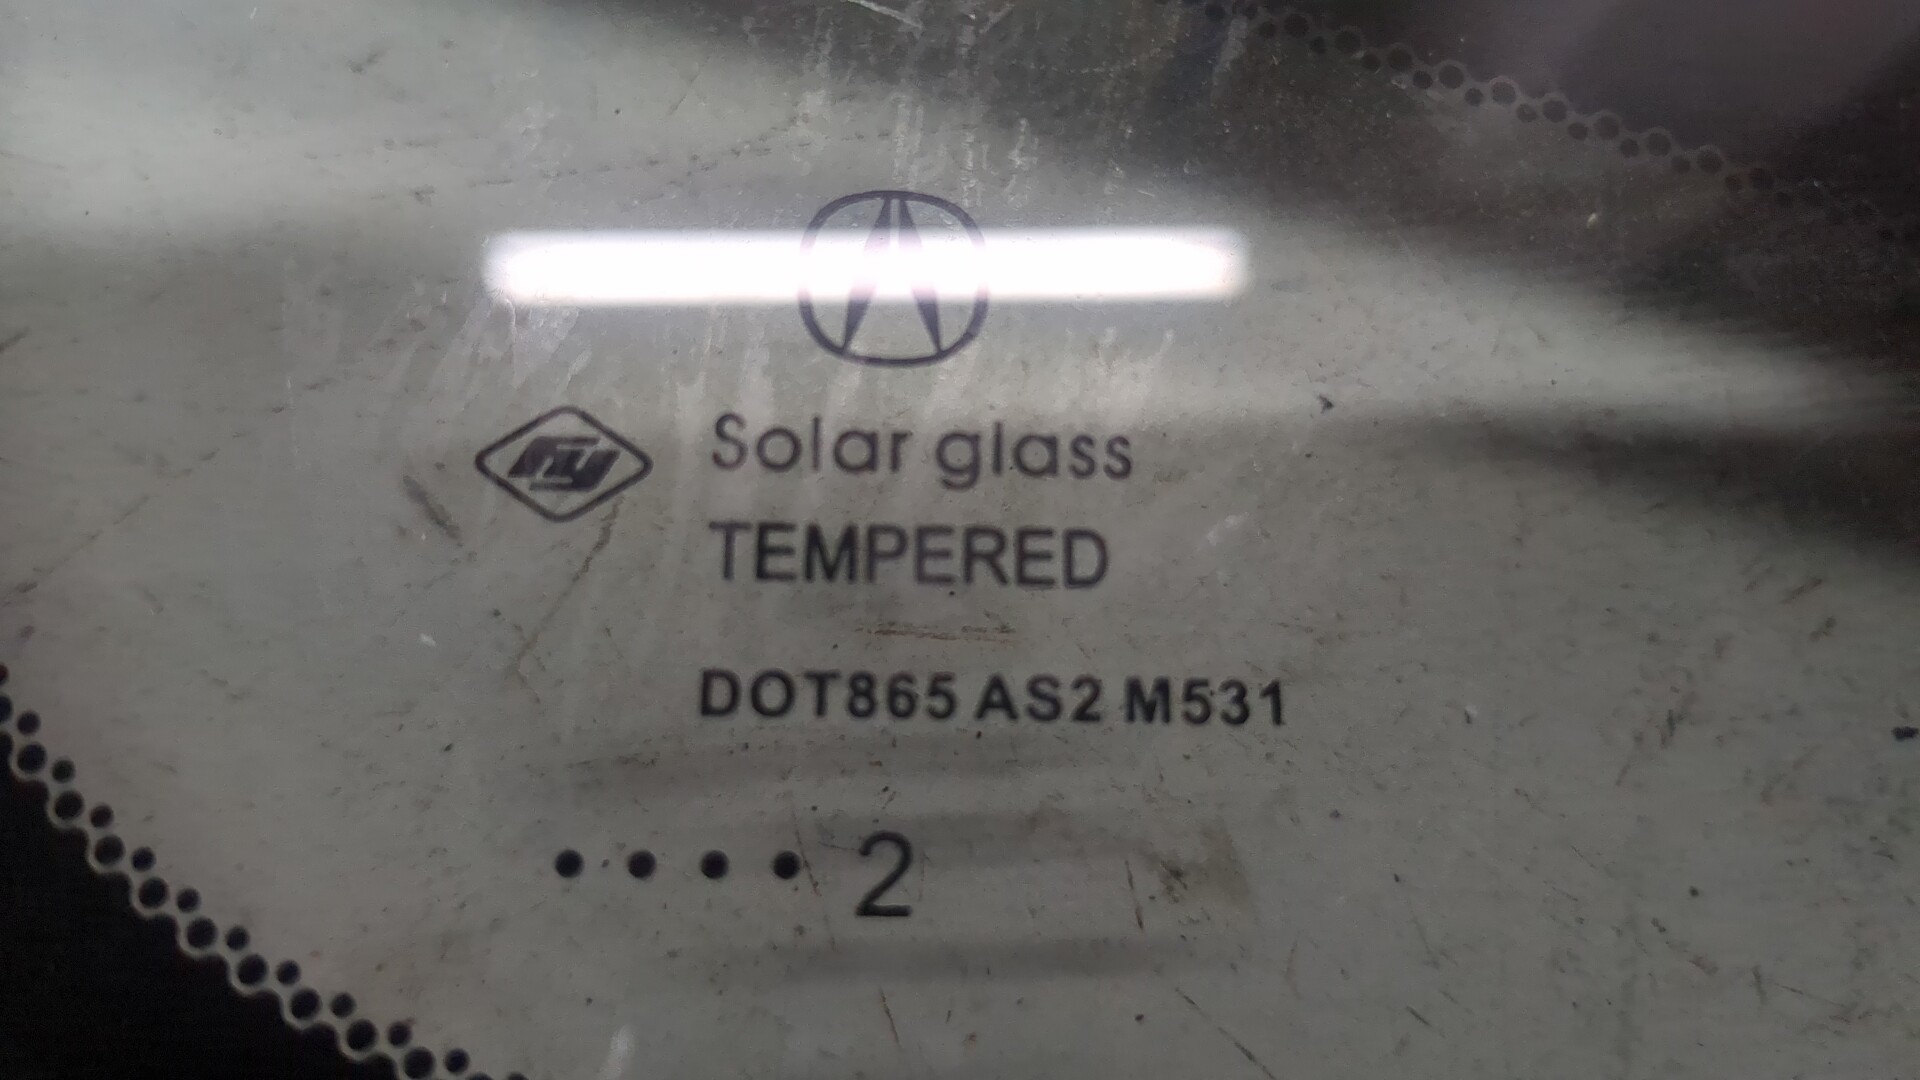 Solar glass
TEMPERED
DOT865 AS2 M531
•••• 2